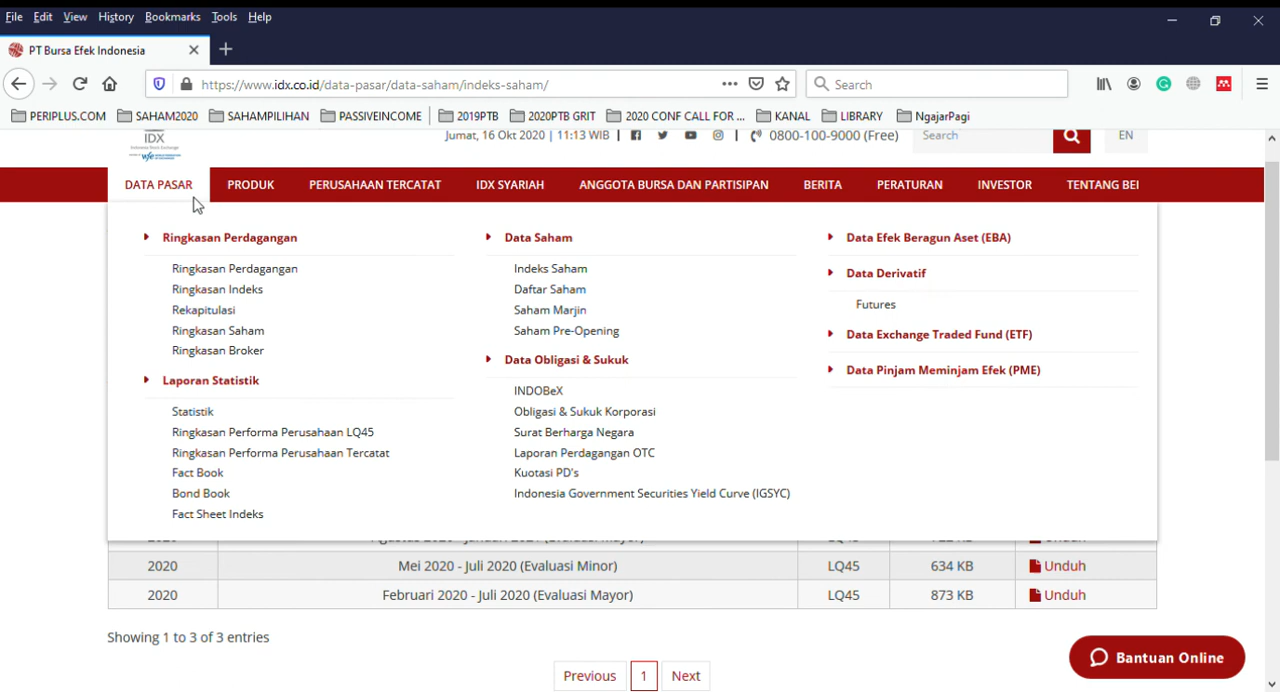 File Edit View History Bookmarks Tools Help
PT Bursa Efek Indonesia
https://www.idx.co.id/data-pasar/data-saham/indeks-saham/
Search
PERIPLUS.COM SAHAM2020 SAHAMPILIHAN PASSIVEINCOME 2019PTB 2020PTB GRIT 2020 CONF CALL FOR ... KANAL LIBRARY NgajarPagi
IDX
Indonesia Stock Exchange
wfe
Jumat, 16 Okt 2020 | 11:13 WIB | | 0800-100-9000 (Free) Search EN
DATA PASAR PRODUK PERUSAHAAN TERCATAT IDX SYARIAH ANGGOTA BURSA DAN PARTISIPAN BERITA PERATURAN INVESTOR TENTANG BEI
Ringkasan Perdagangan
Ringkasan Perdagangan
Ringkasan Indeks
Rekapitulasi
Ringkasan Saham
Ringkasan Broker
Laporan Statistik
Statistik
Ringkasan Performa Perusahaan LQ45
Ringkasan Performa Perusahaan Tercatat
Fact Book
Bond Book
Fact Sheet Indeks
Data Saham
Indeks Saham
Daftar Saham
Saham Marjin
Saham Pre-Opening
Data Obligasi & Sukuk
INDOBeX
Obligasi & Sukuk Korporasi
Surat Berharga Negara
Laporan Perdagangan OTC
Kuotasi PD's
Indonesia Government Securities Yield Curve (IGSYC)
Data Efek Beragun Aset (EBA)
Data Derivatif
Futures
Data Exchange Traded Fund (ETF)
Data Pinjam Meminjam Efek (PME)
2020 Mei 2020 - Juli 2020 (Evaluasi Minor) LQ45 634 KB Unduh
2020 Februari 2020 - Juli 2020 (Evaluasi Mayor) LQ45 873 KB Unduh
Showing 1 to 3 of 3 entries
Previous 1 Next
Bantuan Online